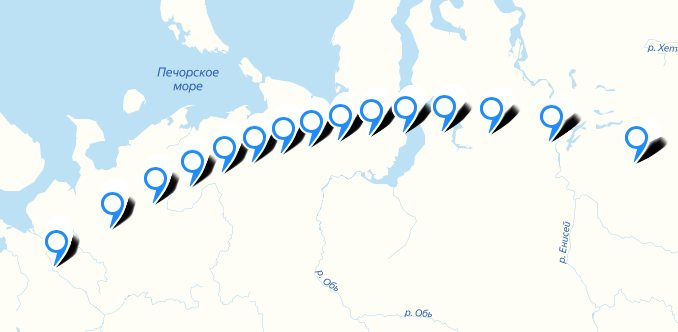 р. Хет
Печорское
море
р. Енисей
р. Обь
р. Обь